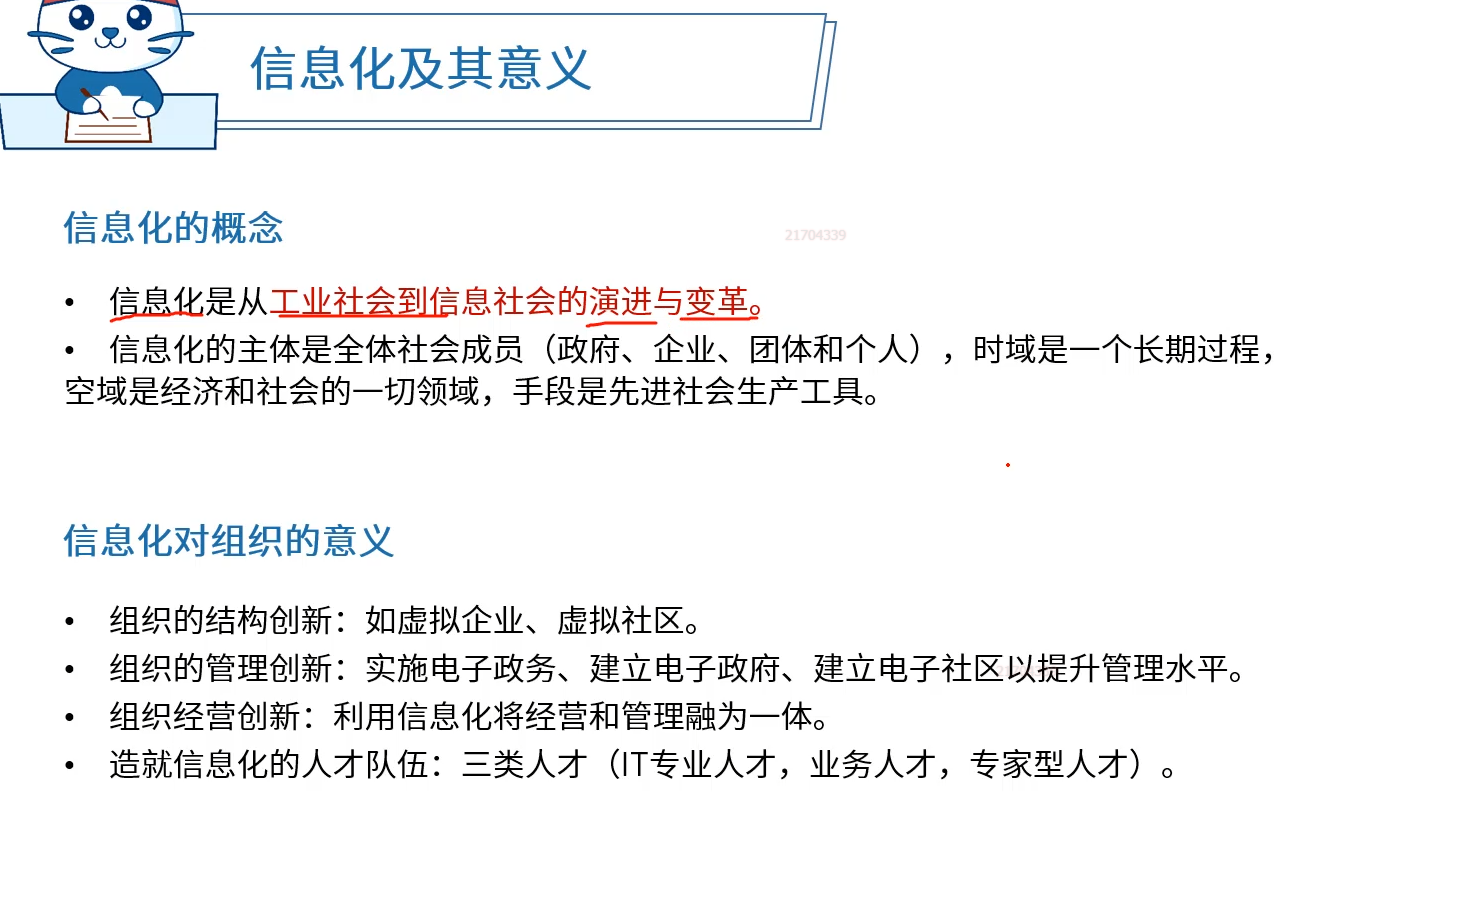 信息化及其意义
信息化的概念
21704339
• 信息化是从工业社会到信息社会的演进与变革。
• 信息化的主体是全体社会成员（政府、企业、团体和个人），时域是一个长期过程，
空域是经济和社会的一切领域，手段是先进社会生产工具。
信息化对组织的意义
• 组织的结构创新：如虚拟企业、虚拟社区。
• 组织的管理创新：实施电子政务、建立电子政府、建立电子社区以提升管理水平。
• 组织经营创新：利用信息化将经营和管理融为一体。
• 造就信息化的人才队伍：三类人才（IT专业人才，业务人才，专家型人才）。